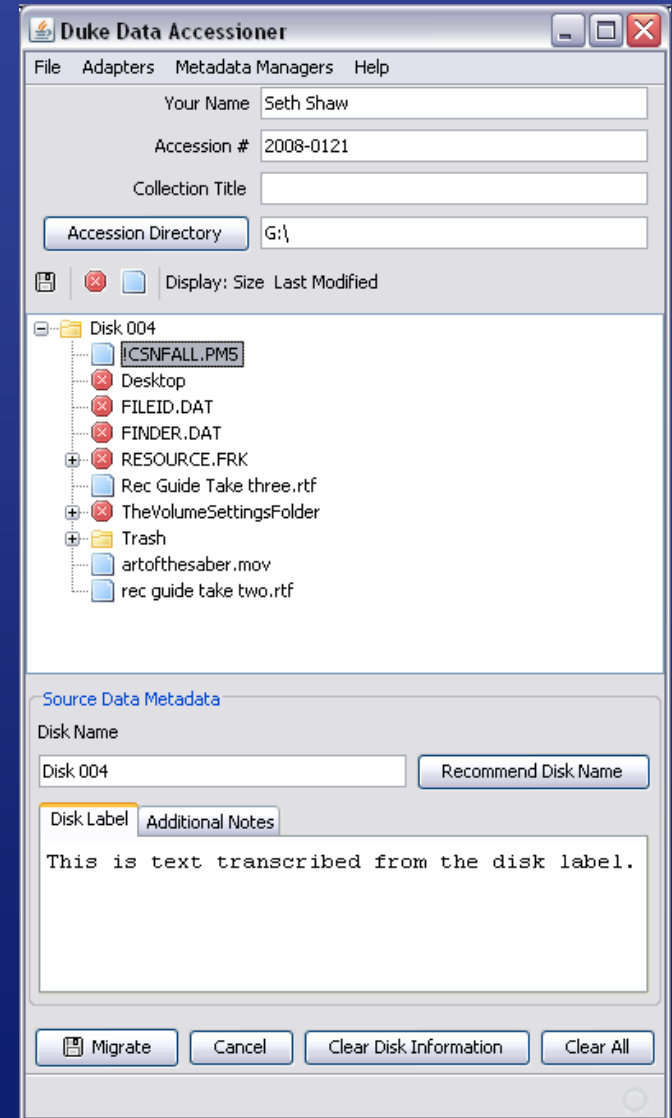 Duke Data Accessioner
File Adapters Metadata Managers Help
Your Name Seth Shaw
Accession # 2008-0121
Collection Title
Accession Directory G:\
Display: Size Last Modified
Disk 004
!CSNFALL.PM5
Desktop
FILEID.DAT
FINDER.DAT
RESOURCE.FRK
Rec Guide Take three.rtf
TheVolumeSettingsFolder
Trash
artofthesaber.mov
rec guide take two.rtf
Source Data Metadata
Disk Name
Disk 004 Recommend Disk Name
Disk Label Additional Notes
This is text transcribed from the disk label.
Migrate Cancel Clear Disk Information Clear All